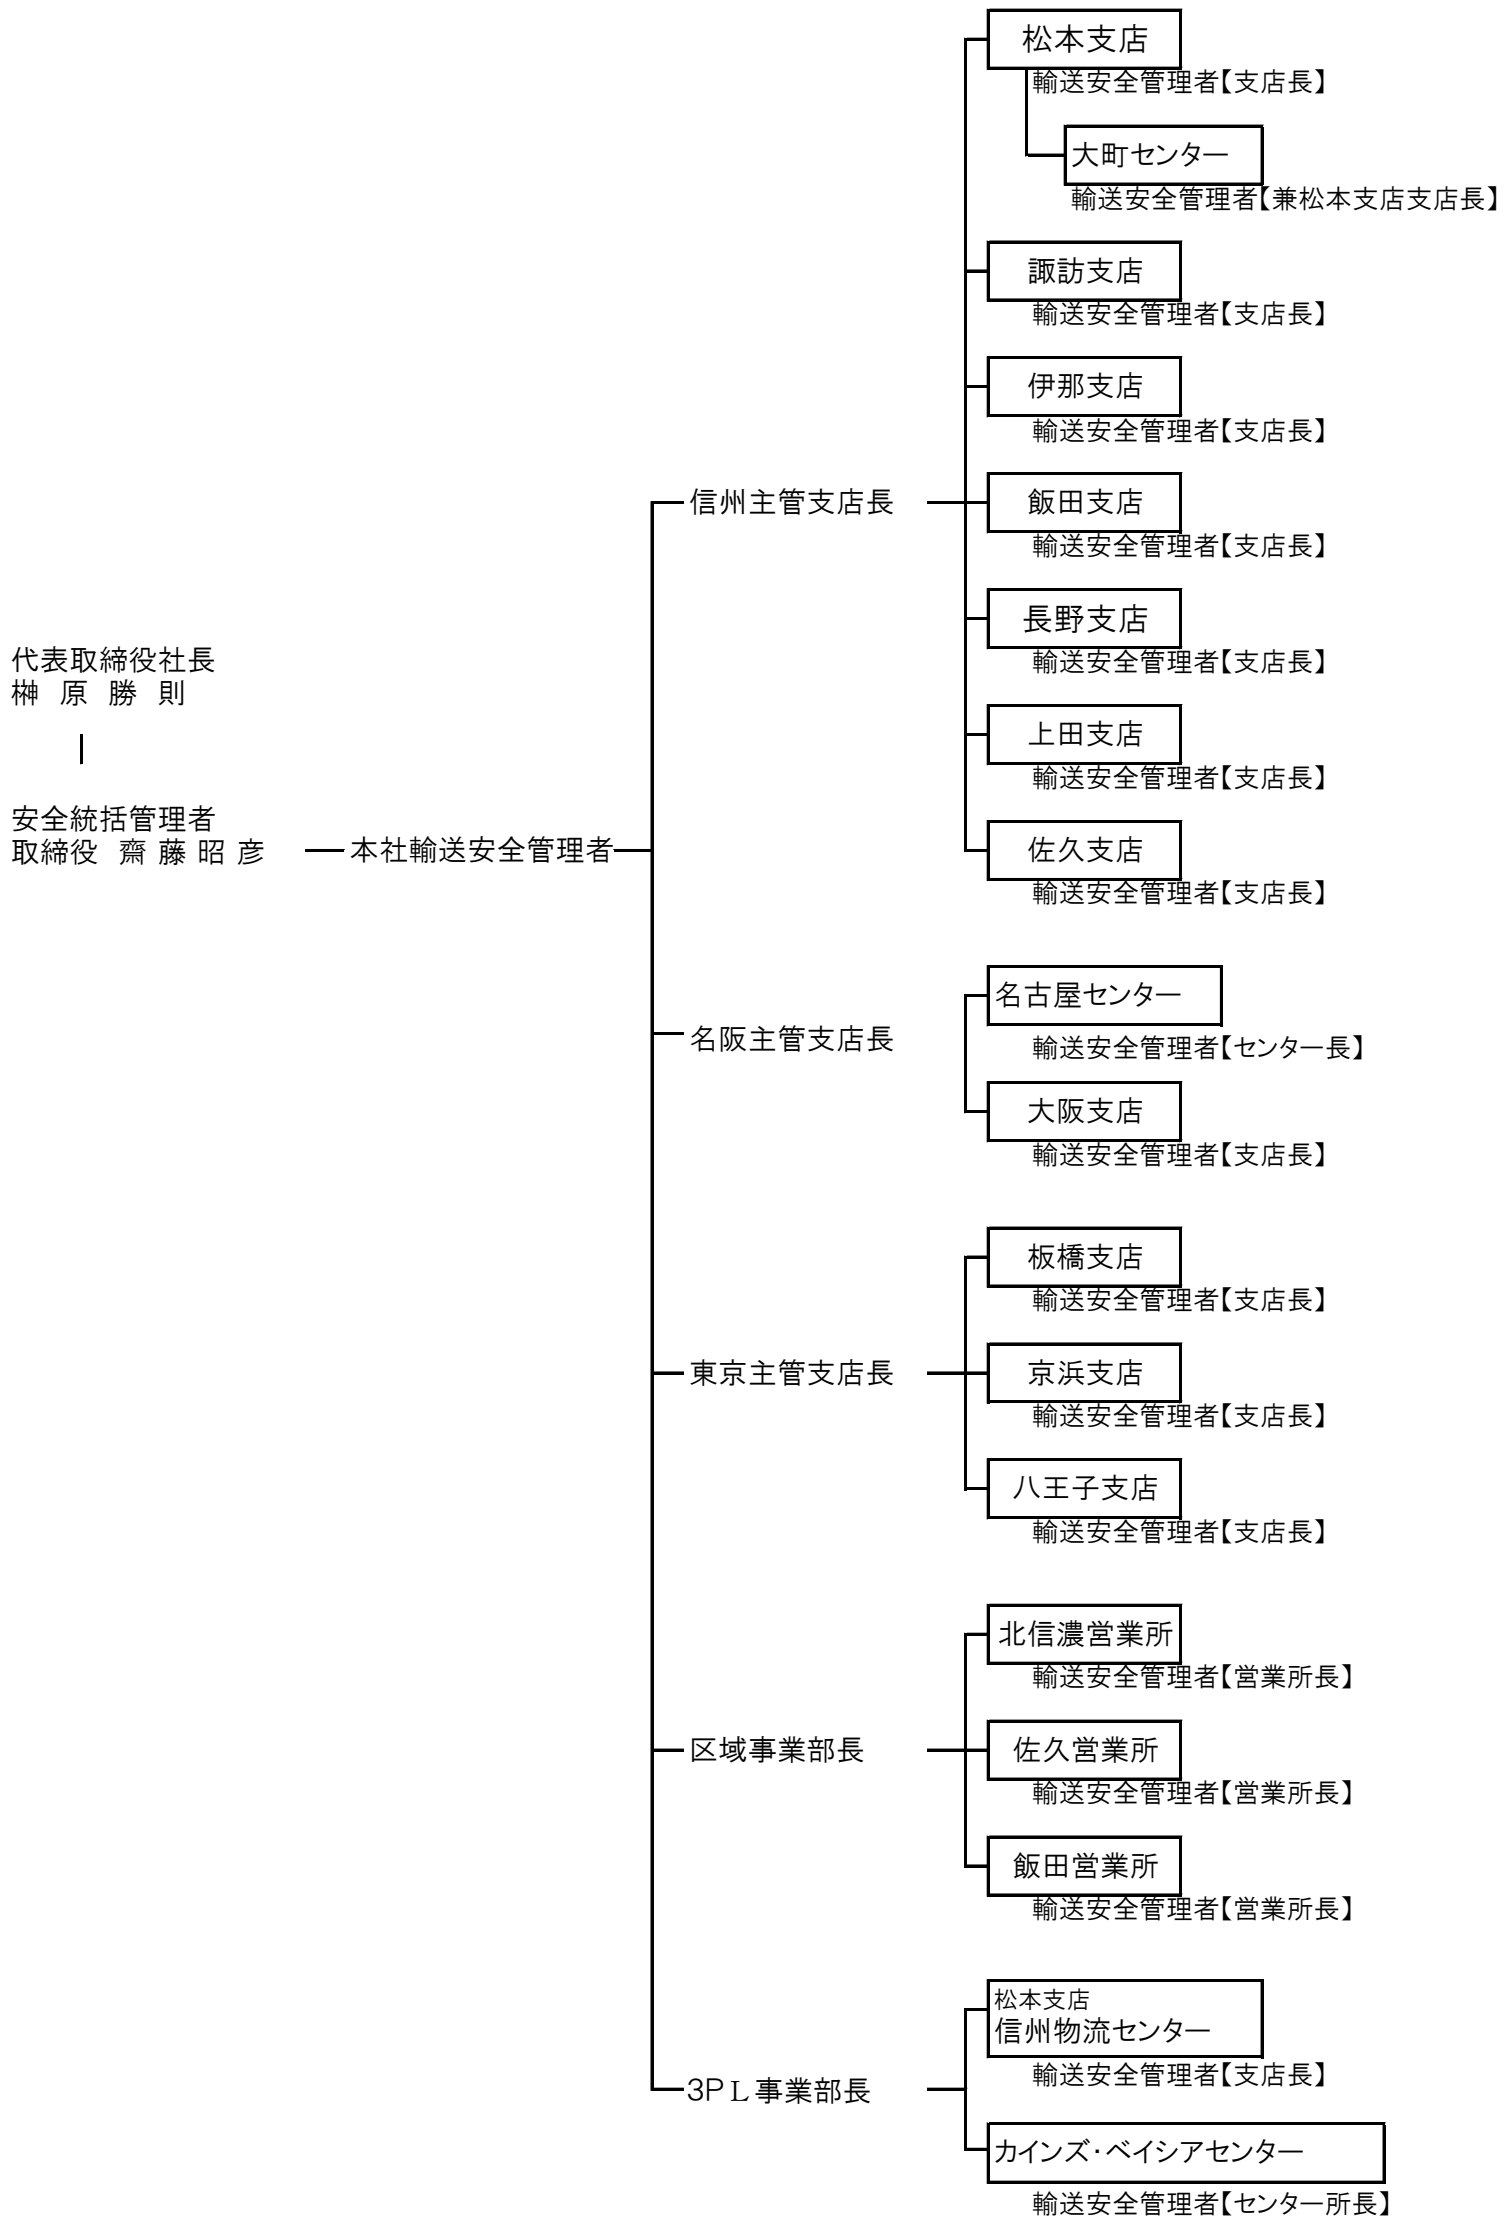 代表取締役社長
榊 原 勝 則
安全統括管理者
取締役 齋 藤 昭 彦
本社輸送安全管理者
信州主管支店長
松本支店
輸送安全管理者【支店長】
大町センター
輸送安全管理者【兼松本支店支店長】
諏訪支店
輸送安全管理者【支店長】
伊那支店
輸送安全管理者【支店長】
飯田支店
輸送安全管理者【支店長】
長野支店
輸送安全管理者【支店長】
上田支店
輸送安全管理者【支店長】
佐久支店
輸送安全管理者【支店長】
名阪主管支店長
名古屋センター
輸送安全管理者【センター長】
大阪支店
輸送安全管理者【支店長】
東京主管支店長
板橋支店
輸送安全管理者【支店長】
京浜支店
輸送安全管理者【支店長】
八王子支店
輸送安全管理者【支店長】
区域事業部長
北信濃営業所
輸送安全管理者【営業所長】
佐久営業所
輸送安全管理者【営業所長】
飯田営業所
輸送安全管理者【営業所長】
3PL事業部長
松本支店
信州物流センター
輸送安全管理者【支店長】
カインズ・ベイシアセンター
輸送安全管理者【センター所長】